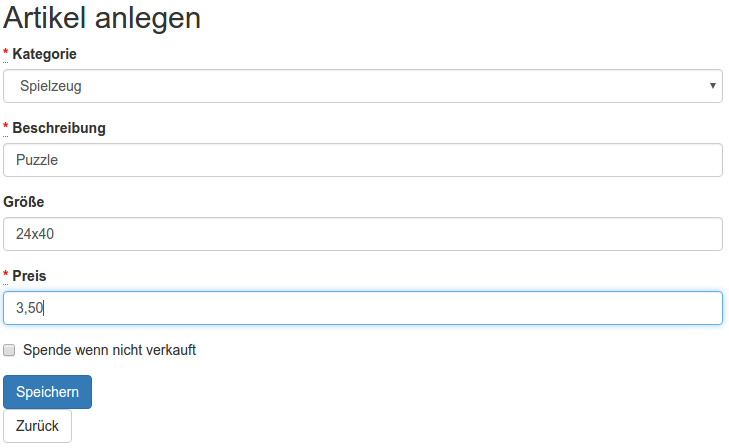 Artikel anlegen
* Kategorie
Spielzeug
* Beschreibung
Puzzle
Größe
24x40
* Preis
3,50
Spende wenn nicht verkauft
Speichern
Zurück